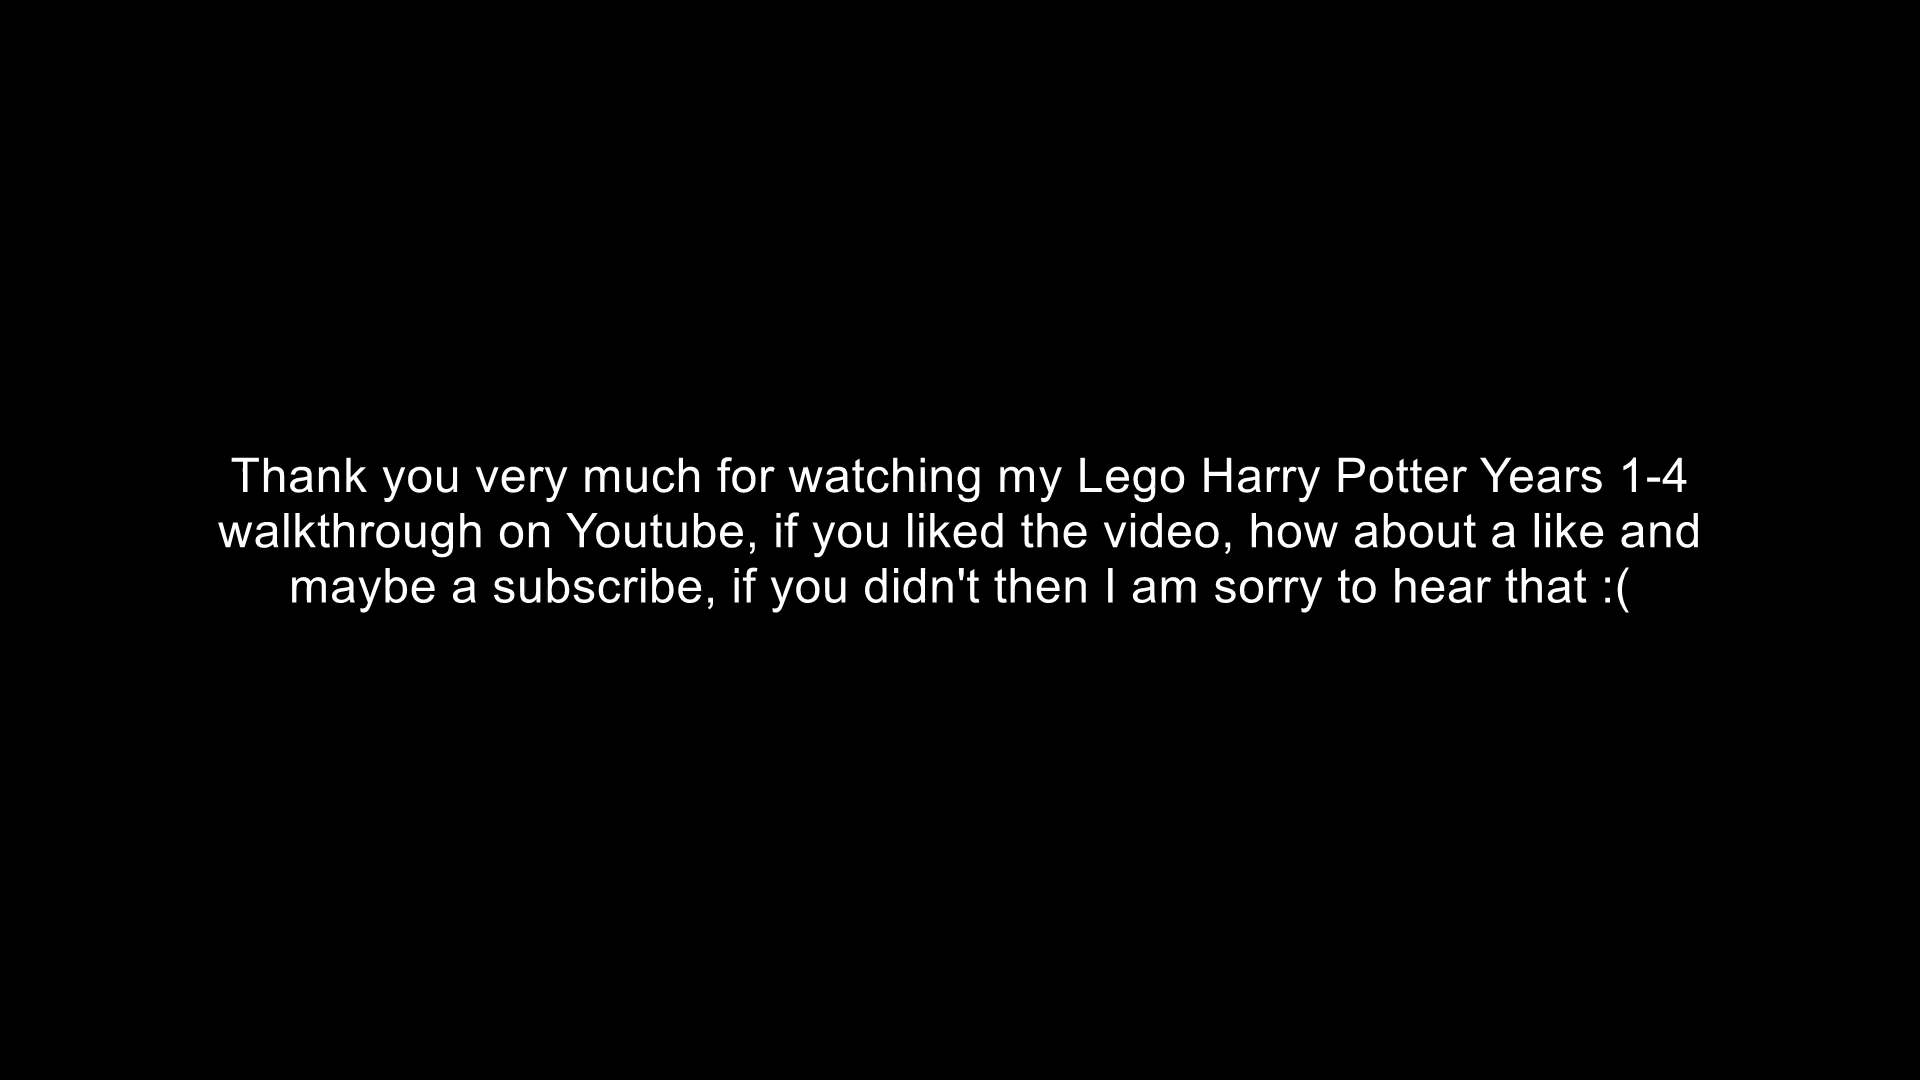 Thank you very much for watching my Lego Harry Potter Years 1-4
walkthrough on Youtube, if you liked the video, how about a like and
maybe a subscribe, if you didn't then I am sorry to hear that :(